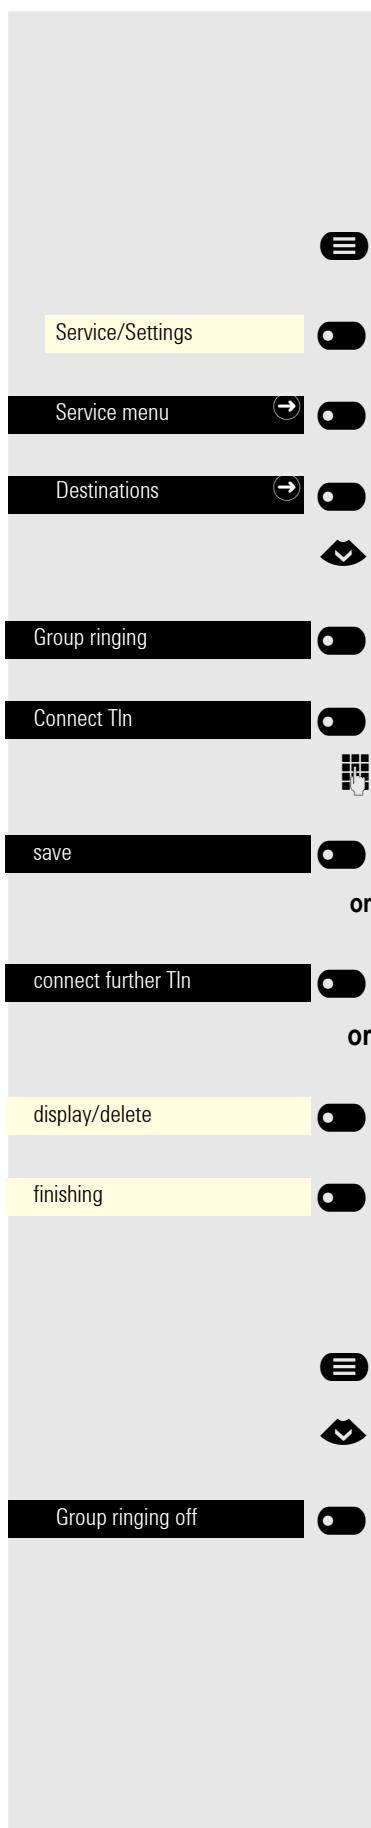 Service/Settings
Service menu
Destinations
Group ringing
Connect Tln
save
or
connect further Tln
or
display/delete
finishing
Group ringing off